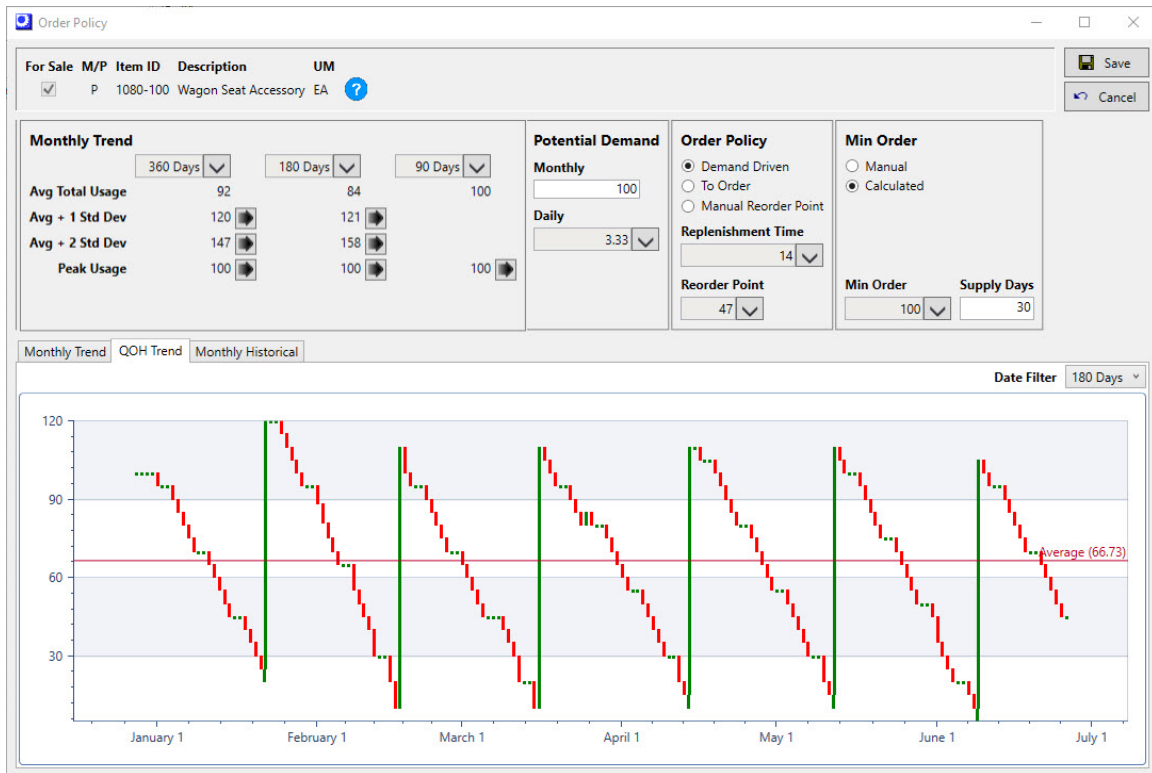 Order Policy
For Sale M/P Item ID Description UM
P 1080-100 Wagon Seat Accessory EA ?
Save
Cancel
Monthly Trend
360 Days 180 Days 90 Days
Avg Total Usage 92 84 100
Avg + 1 Std Dev 120 121
Avg + 2 Std Dev 147 158
Peak Usage 100 100 100
Potential Demand
Monthly
100
Daily
3.33
Order Policy
Demand Driven
To Order
Manual Reorder Point
Replenishment Time
14
Reorder Point
47
Min Order
Manual
Calculated
Min Order Supply Days
100 30
Monthly Trend QOH Trend Monthly Historical
Date Filter 180 Days
120
90
60
30
Average (66.73)
January 1 February 1 March 1 April 1 May 1 June 1 July 1